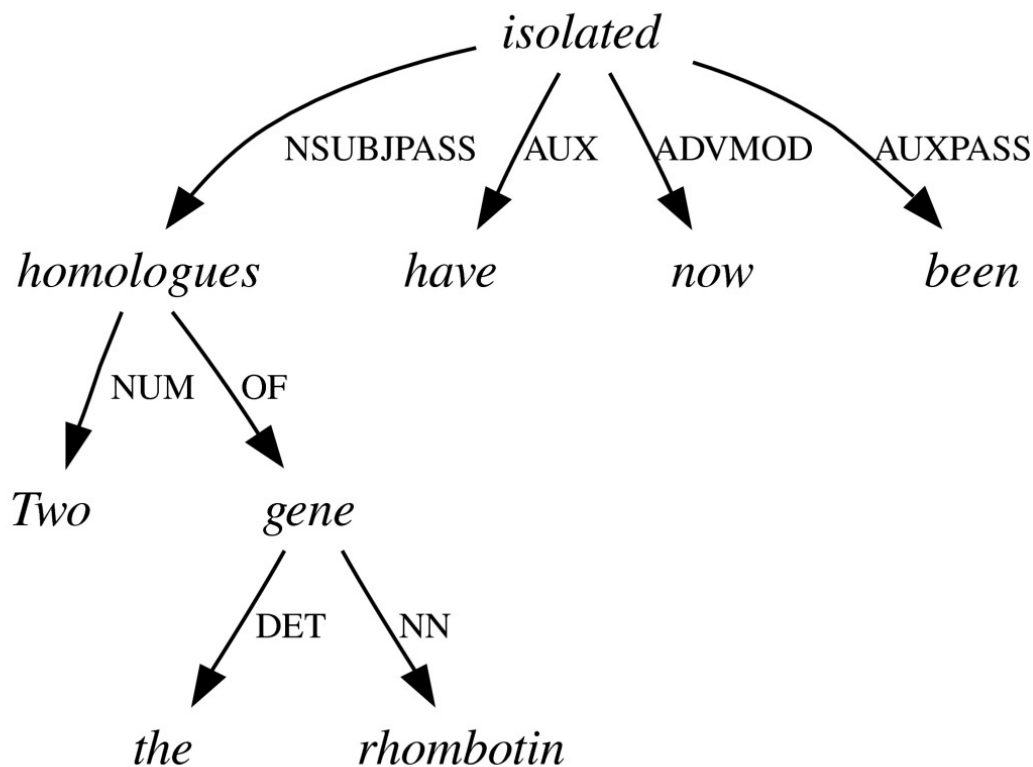 isolated
NSUBJPASS AUX ADVMOD AUXPASS
homologues have now been
NUM OF
Two gene
DET NN
the rhombotin